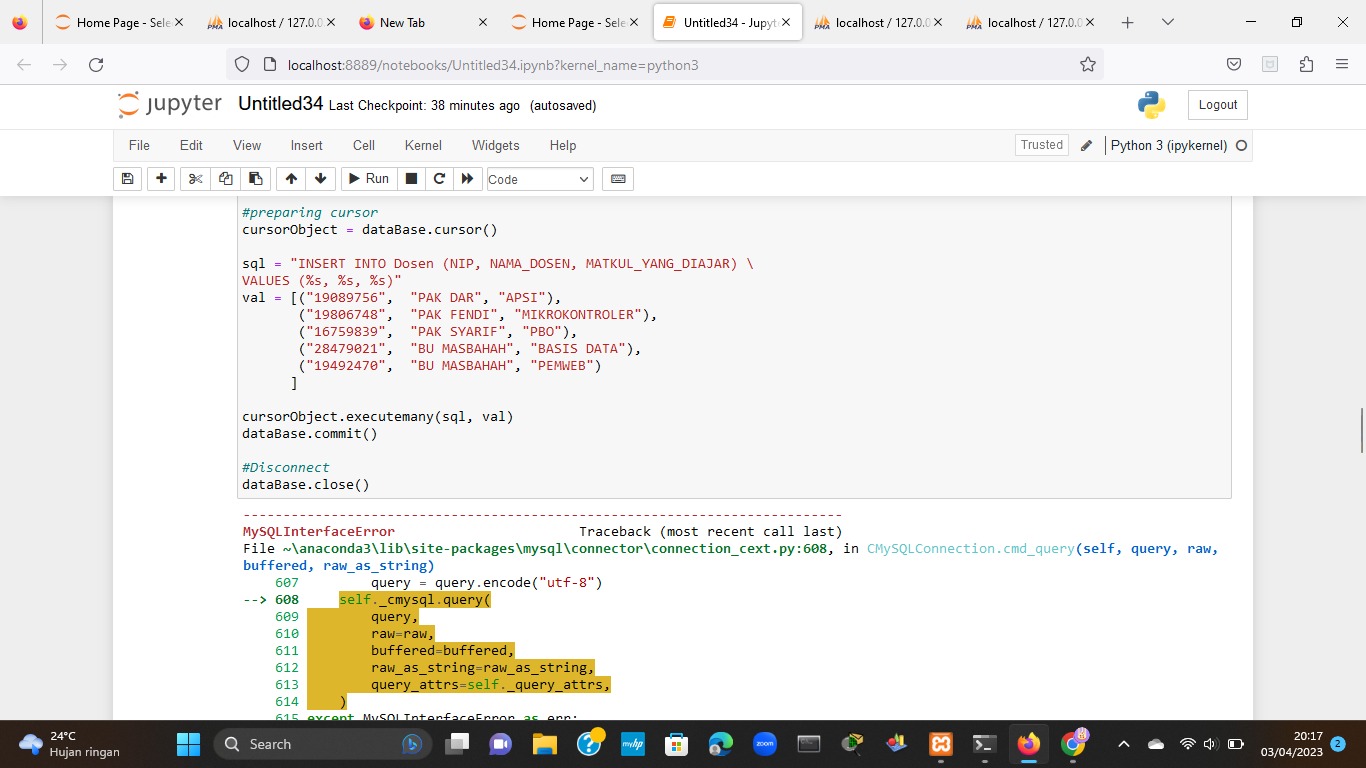 Home Page - Sele
localhost / 127.0.0
New Tab
Home Page - Sele
Untitled34 - Jupyt
localhost / 127.0.0
localhost / 127.0.0
localhost:8889/notebooks/Untitled34.ipynb?kernel_name=python3
jupyter Untitled34 Last Checkpoint: 38 minutes ago (autosaved)
Logout
File Edit View Insert Cell Kernel Widgets Help
Trusted
Python 3 (ipykernel)
Run
Code
#preparing cursor
cursorObject = dataBase.cursor()
sql = "INSERT INTO Dosen (NIP, NAMA_DOSEN, MATKUL_YANG_DIAJAR) \
VALUES (%s, %s, %s)"
val = [("19089756", "PAK DAR", "APSI"),
("19806748", "PAK FENDI", "MIKROKONTROLER"),
("16759839", "PAK SYARIF", "PBO"),
("28479021", "BU MASBAHAH", "BASIS DATA"),
("19492470", "BU MASBAHAH", "PEMWEB")
]
cursorObject.executemany(sql, val)
dataBase.commit()
#Disconnect
dataBase.close()
---------------------------------------------------------------------------
MySQLInterfaceError Traceback (most recent call last)
File ~\anaconda3\lib\site-packages\mysql\connector\connection_cext.py:608, in CMySQLConnection.cmd_query(self, query, raw,
buffered, raw_as_string)
607 query = query.encode("utf-8")
--> 608 self._cmysql.query(
609 query,
610 raw=raw,
611 buffered=buffered,
612 raw_as_string=raw_as_string,
613 query_attrs=self._query_attrs,
614 )
615 except MySQLInterfaceError as err:
24°C
Hujan ringan
Search
myhp
zoom
20:17
03/04/2023
2